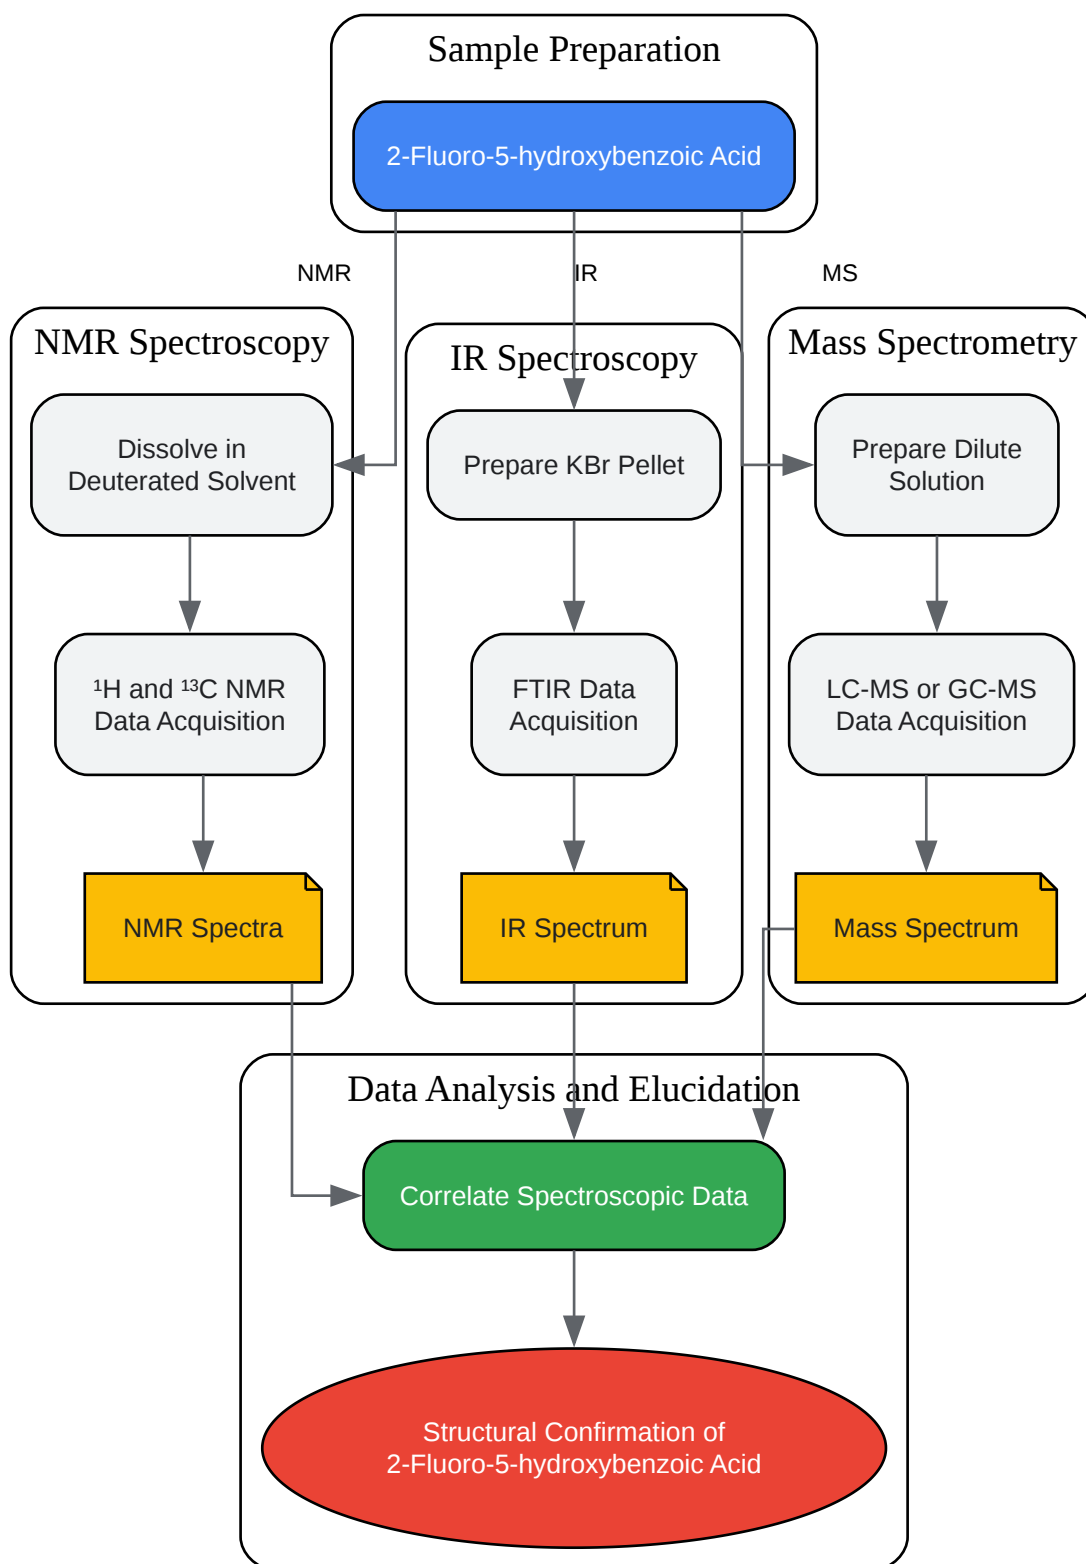 Sample Preparation
2-Fluoro-5-hydroxybenzoic Acid
NMR
IR
MS
NMR Spectroscopy
Dissolve in
Deuterated Solvent
¹H and ¹³C NMR
Data Acquisition
NMR Spectra
IR Spectroscopy
Prepare KBr Pellet
FTIR Data
Acquisition
IR Spectrum
Mass Spectrometry
Prepare Dilute
Solution
LC-MS or GC-MS
Data Acquisition
Mass Spectrum
Data Analysis and Elucidation
Correlate Spectroscopic Data
Structural Confirmation of
2-Fluoro-5-hydroxybenzoic Acid